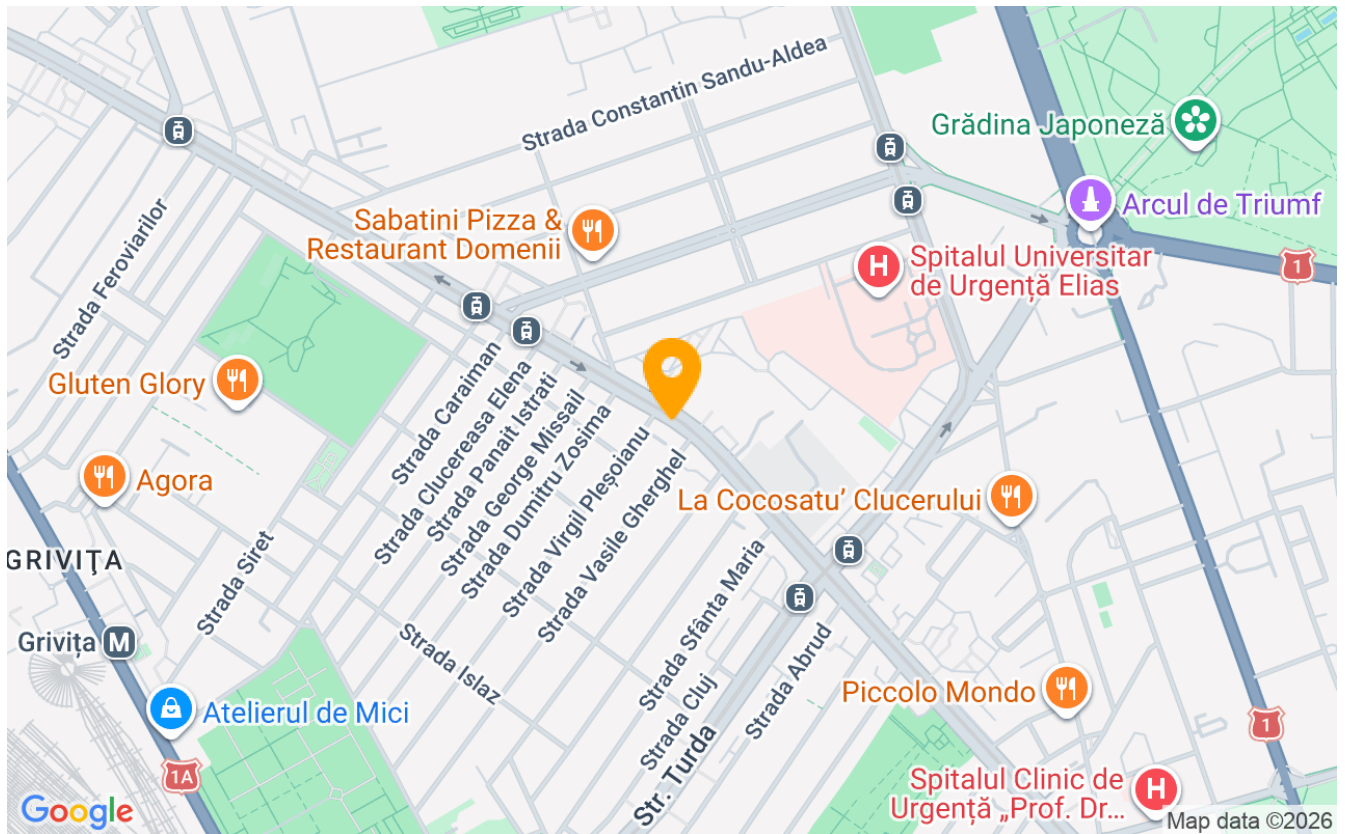 Strada Constantin Sandu-Aldea
Grădina Japoneză
Arcul de Triumf
Sabatini Pizza &
Restaurant Domenii
Spitalul Universitar
de Urgență Elias
1
Strada Feroviarilor
Gluten Glory
Strada Caraiman
Strada Clucereasa Elena
Strada Panait Istrati
Strada George Missail
Strada Dumitru Zosima
Strada Virgil Pleșoianu
Strada Vasile Gherghel
Agora
La Cocosatu’ Clucerului
GRIVIȚA
Strada Siret
Strada Islaz
Strada Sfânta Maria
Strada Cluj
Str. Turda
Strada Abrud
Grivița M
Atelierul de Mici
Piccolo Mondo
1
1A
Spitalul Clinic de
Urgență „Prof. Dr...
Google
Map data ©2026